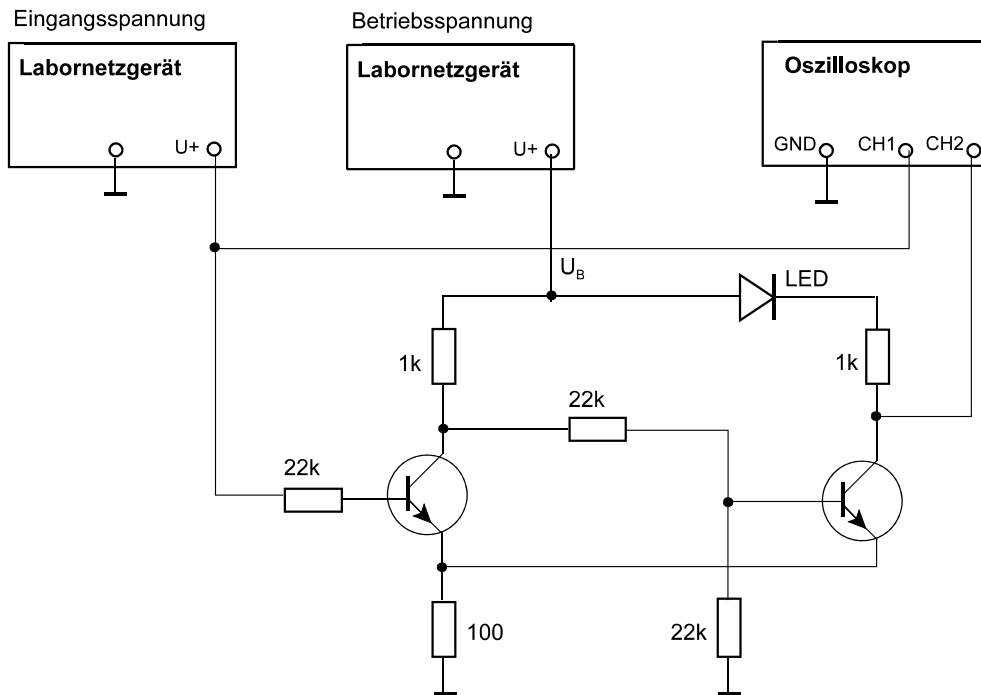 Eingangsspannung
Betriebsspannung
Labornetzgerät
Labornetzgerät
Oszilloskop
U+
U+
GND
CH1
CH2
U_B
LED
1k
1k
22k
22k
100
22k